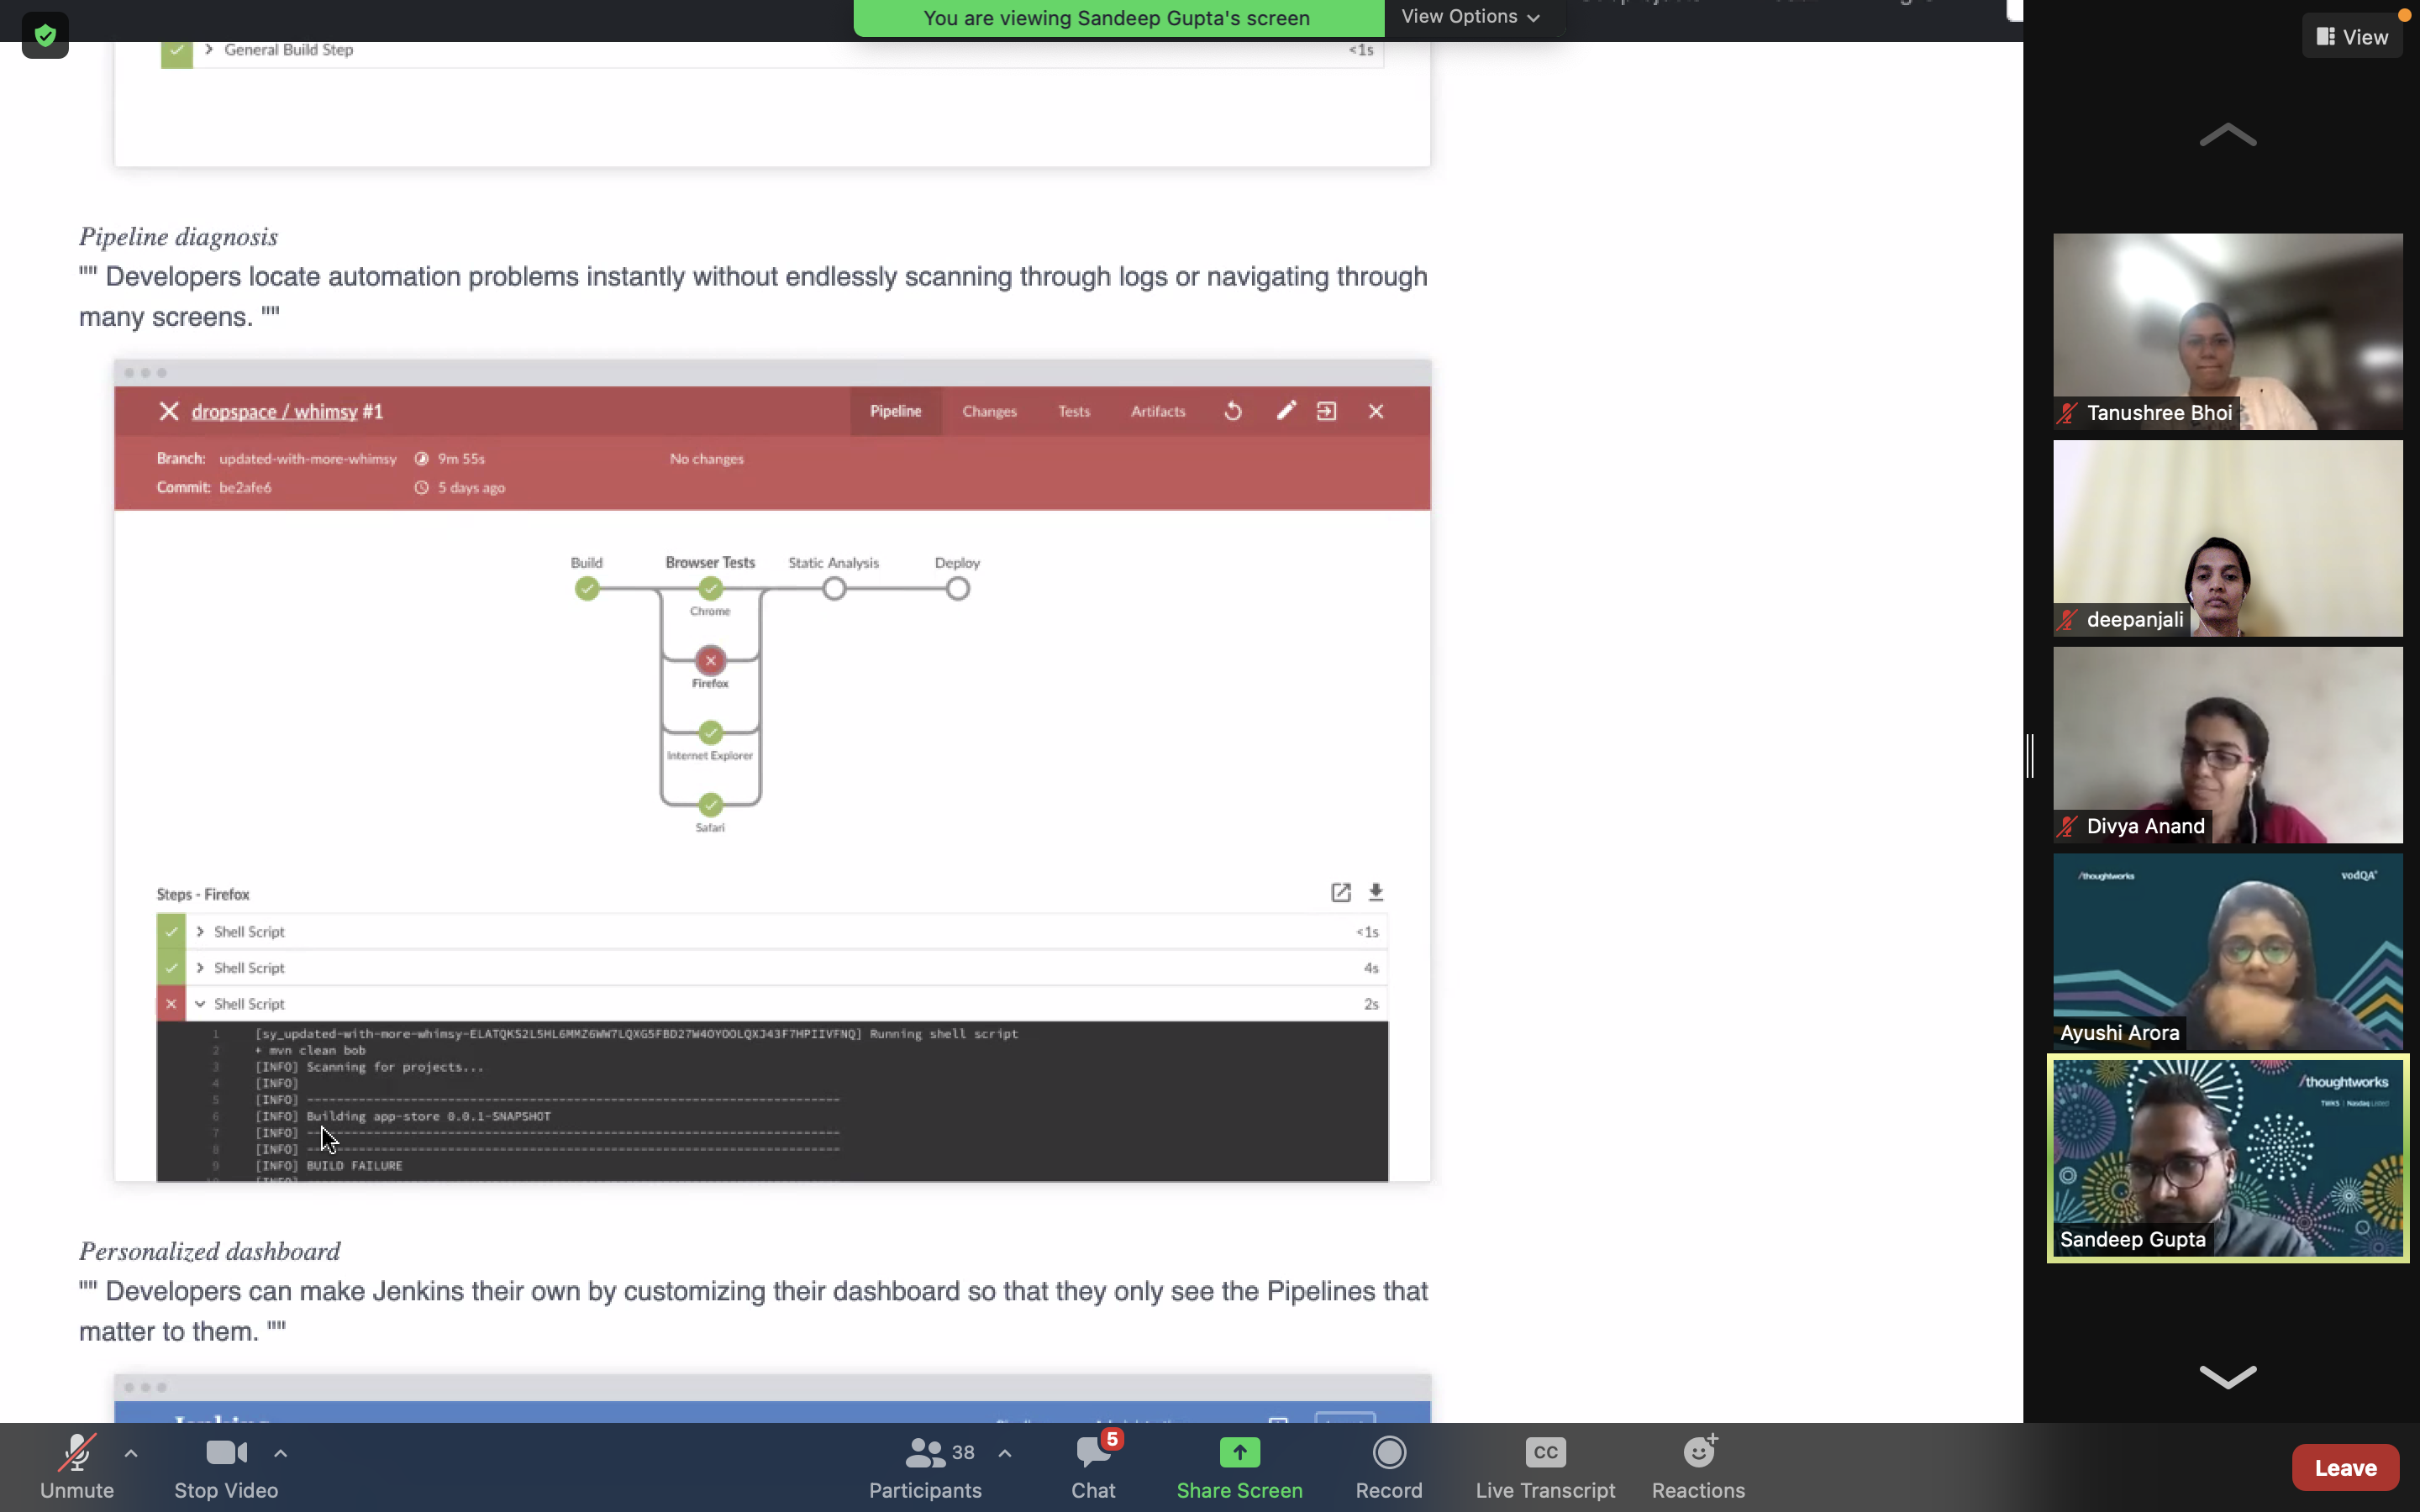 You are viewing Sandeep Gupta's screen
View Options
View
General Build Step
<1s
Pipeline diagnosis
"" Developers locate automation problems instantly without endlessly scanning through logs or navigating through
many screens. ""
dropspace / whimsy #1
Pipeline
Changes
Tests
Artifacts
Branch: updated-with-more-whimsy
9m 55s
No changes
Commit: be2afe6
5 days ago
Build
Browser Tests
Static Analysis
Deploy
Chrome
Firefox
Internet Explorer
Safari
Steps - Firefox
Shell Script
<1s
Shell Script
4s
Shell Script
2s
1 [sy_updated-with-more-whimsy-ELATQKS2L5HL6MMZ6WW7LQXG5FBD27W4OYOOLQXJ43F7HPIIVFNQ] Running shell script
2 + mvn clean bob
3 [INFO] Scanning for projects...
4 [INFO]
5 [INFO] ------------------------------------------------------------------------
6 [INFO] Building app-store 0.0.1-SNAPSHOT
7 [INFO] ------------------------------------------------------------------------
8 [INFO] ------------------------------------------------------------------------
9 [INFO] BUILD FAILURE
Personalized dashboard
"" Developers can make Jenkins their own by customizing their dashboard so that they only see the Pipelines that
matter to them. ""
Tanushree Bhoi
deepanjali
Divya Anand
/thoughtworks
vodQA
Ayushi Arora
/thoughtworks
TWKS | Nasdaq Listed
Sandeep Gupta
Unmute
Stop Video
38
Participants
5
Chat
Share Screen
Record
CC
Live Transcript
Reactions
Leave